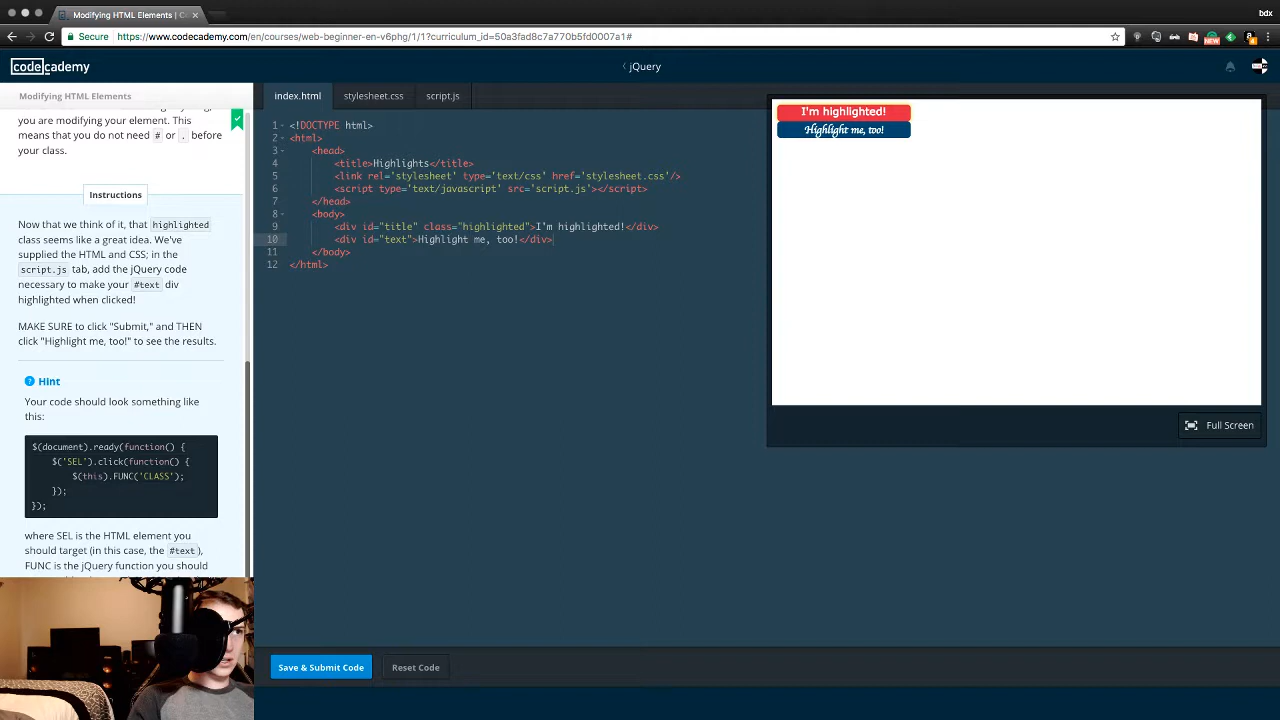 Modifying HTML Elements | C
bdx
Secure
https://www.codecademy.com/en/courses/web-beginner-en-v6phg/1/1?curriculum_id=50a3fad8c7a770b5fd0007a1#
codecademy
jQuery
Modifying HTML Elements
you are modifying your element. This
means that you do not need # or . before
your class.
Instructions
Now that we think of it, that highlighted
class seems like a great idea. We've
supplied the HTML and CSS; in the
script.js tab, add the jQuery code
necessary to make your #text div
highlighted when clicked!
MAKE SURE to click "Submit," and THEN
click "Highlight me, too!" to see the results.
Hint
Your code should look something like
this:
$(document).ready(function() {
$('SEL').click(function() {
$(this).FUNC('CLASS');
});
});
where SEL is the HTML element you
should target (in this case, the #text),
FUNC is the jQuery function you should
index.html
stylesheet.css
script.js
1 <!DOCTYPE html>
2 <html>
3 <head>
4 <title>Highlights</title>
5 <link rel='stylesheet' type='text/css' href='stylesheet.css'/>
6 <script type='text/javascript' src='script.js'></script>
7 </head>
8 <body>
9 <div id="title" class="highlighted">I'm highlighted!</div>
10 <div id="text">Highlight me, too!</div>
11 </body>
12 </html>
I'm highlighted!
Highlight me, too!
Full Screen
Save & Submit Code
Reset Code